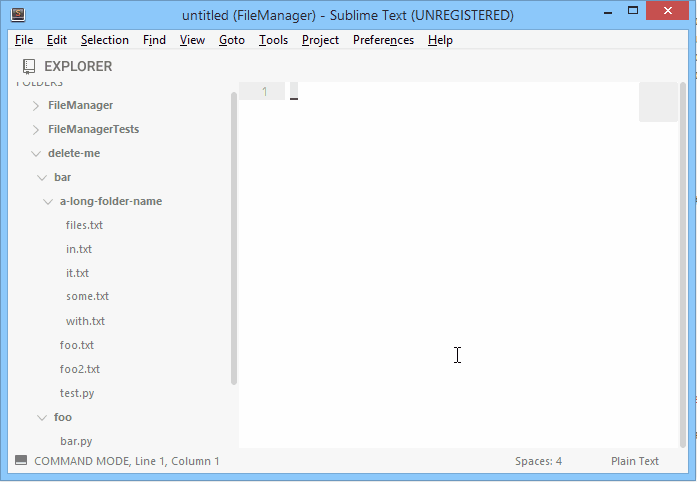 untitled (FileManager) - Sublime Text (UNREGISTERED)
File Edit Selection Find View Goto Tools Project Preferences Help
EXPLORER
FOLDERS
FileManager
FileManagerTests
delete-me
bar
a-long-folder-name
files.txt
in.txt
it.txt
some.txt
with.txt
foo.txt
foo2.txt
test.py
foo
bar.py
1
COMMAND MODE, Line 1, Column 1 Spaces: 4 Plain Text